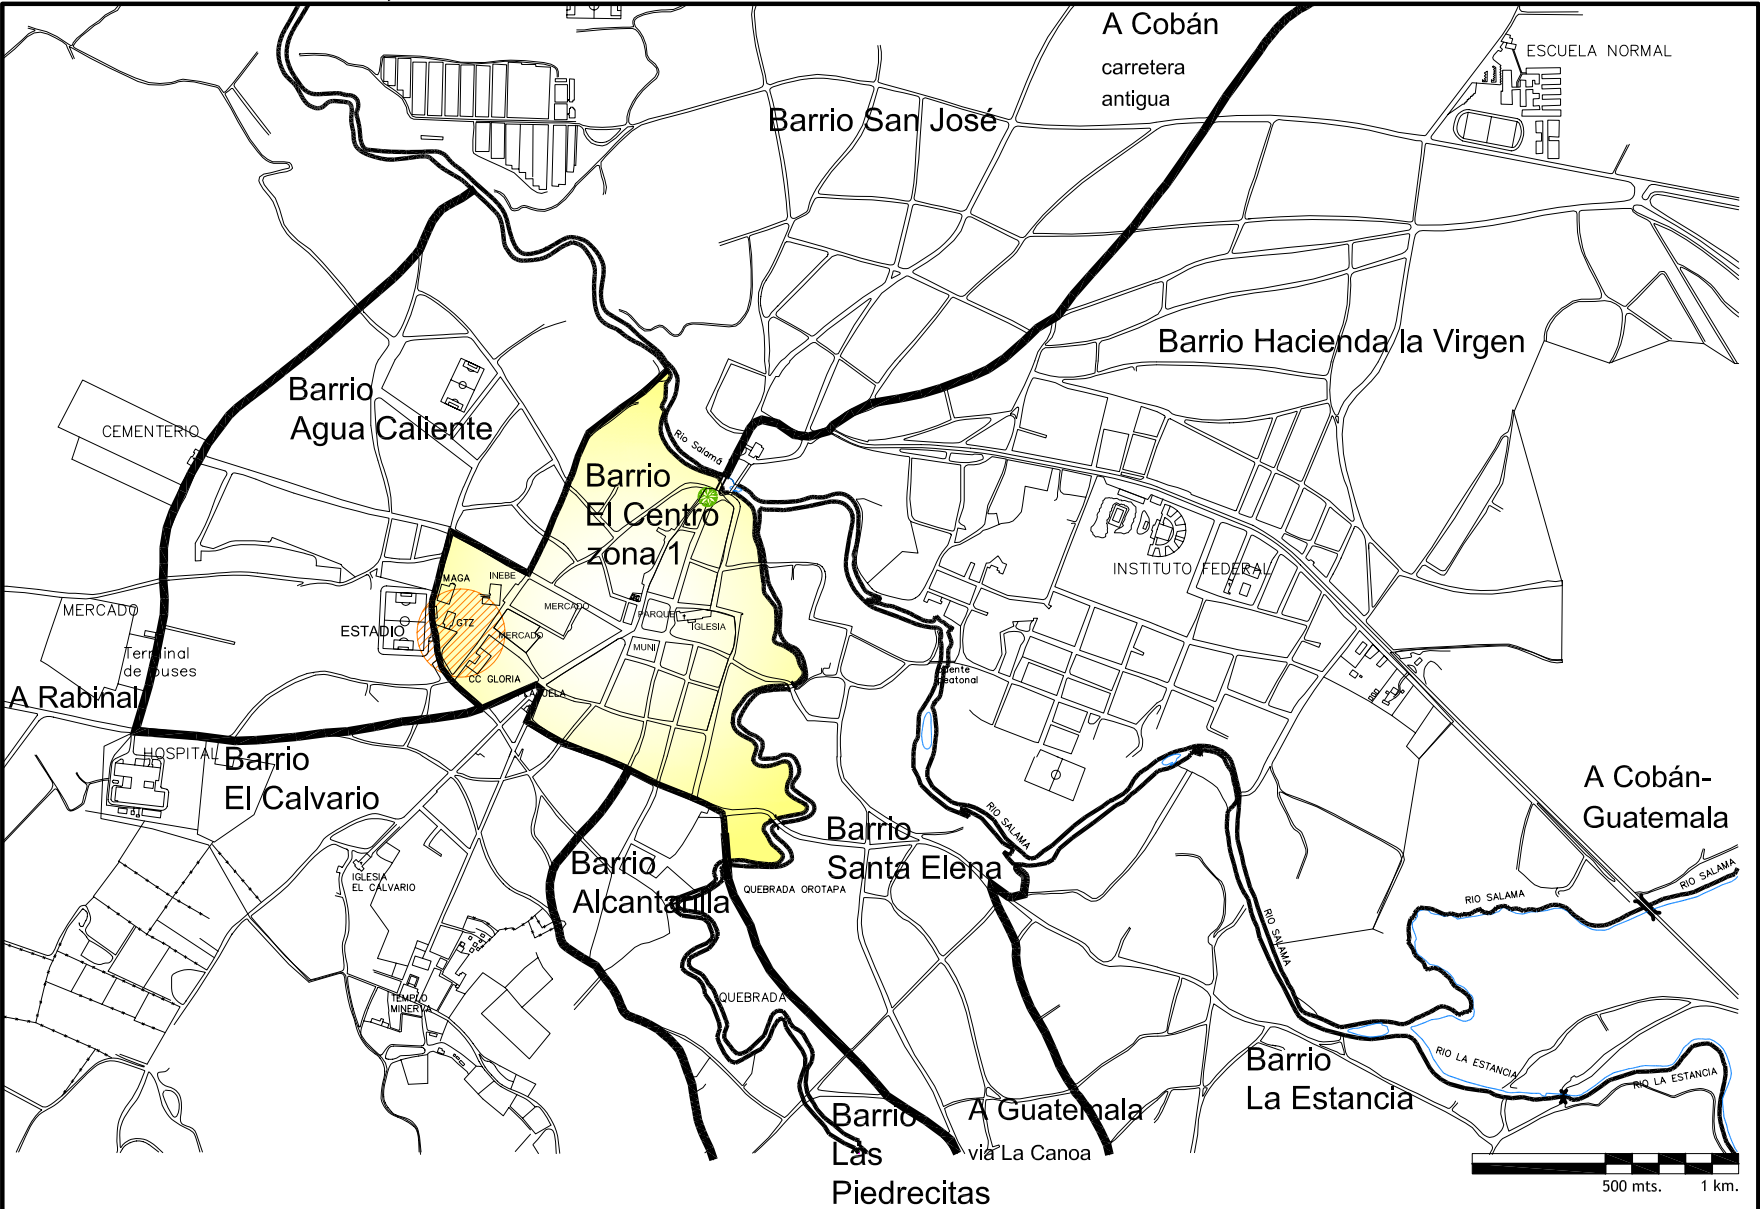 A Cobán
carretera
antigua
ESCUELA NORMAL
Barrio San José
Barrio Hacienda la Virgen
Barrio
Agua Caliente
CEMENTERIO
Rio Salamá
Barrio
El Centro
zona 1
INSTITUTO FEDERAL
MAGA
INEBE
MERCADO
MERCADO
ESTADIO
GTZ
MERCADO
PARQUE
IGLESIA
MUNI
Terminal
de buses
CC GLORIA
puente
peatonal
A Rabinal
HOSPITAL
Barrio
El Calvario
A Cobán-
Guatemala
RIO SALAMA
Barrio
Santa Elena
Barrio
Alcantarilla
IGLESIA
EL CALVARIO
QUEBRADA OROTAPA
RIO SALAMA
RIO SALAMA
RIO SALAMA
TEMPLO
MINERVA
QUEBRADA
Barrio
La Estancia
RIO LA ESTANCIA
RIO LA ESTANCIA
Barrio
Las
Piedrecitas
A Guatemala
via La Canoa
500 mts.
1 km.